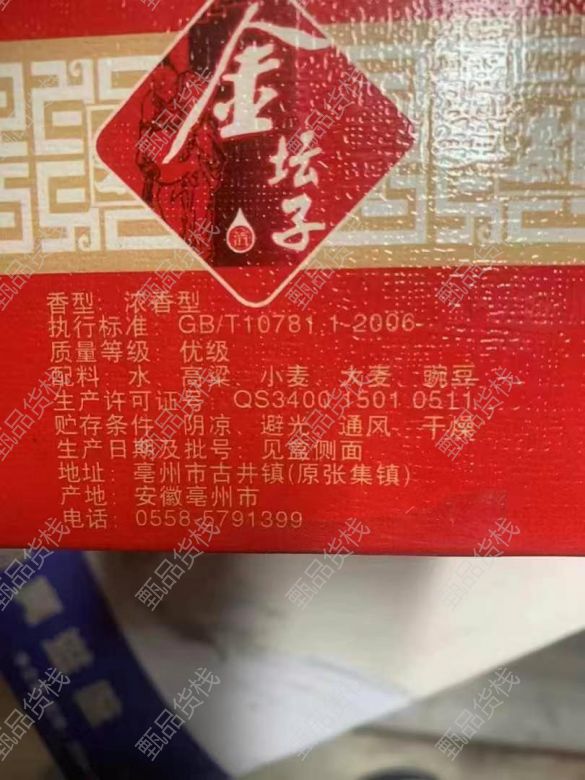 金坛子
香型：浓香型
执行标准：GB/T10781.1-2006
质量等级：优级
配料：水、高粱、小麦、大麦、豌豆
生产许可证号：QS3400 1501 0511
贮存条件：阴凉、避光、通风、干燥
生产日期及批号：见盒侧面
地址：亳州市古井镇(原张集镇)
产地：安徽亳州市
电话：0558-5791399
甄品货栈